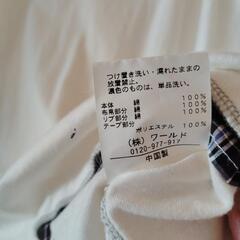 つけ置き洗い・濡れたままの
放置禁止。
濃色のものは、単品洗い。
本体 綿 100%
布帛部分 綿 100%
リブ部分 綿 100%
テープ部分
ポリエステル 100%
(株) ワールド
0120-977-917
中国製